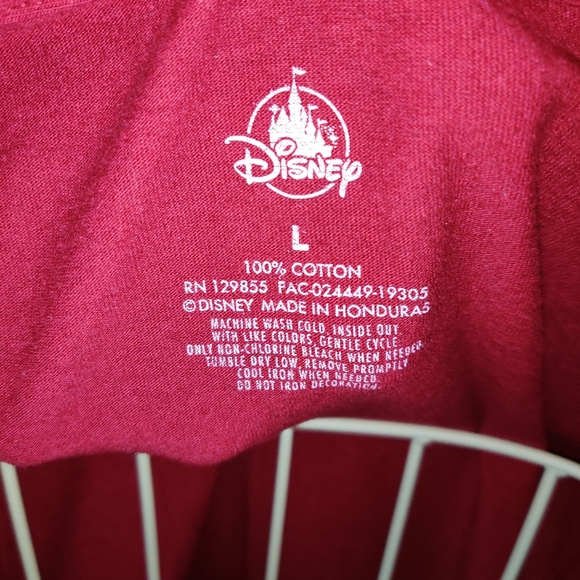 Disney
L
100% COTTON
RN 129855 FAC-024449-19305
©DISNEY MADE IN HONDURAS
MACHINE WASH COLD, INSIDE OUT
WITH LIKE COLORS, GENTLE CYCLE.
ONLY NON-CHLORINE BLEACH WHEN NEEDED.
TUMBLE DRY LOW, REMOVE PROMPTLY.
COOL IRON WHEN NEEDED.
DO NOT IRON DECORATION.